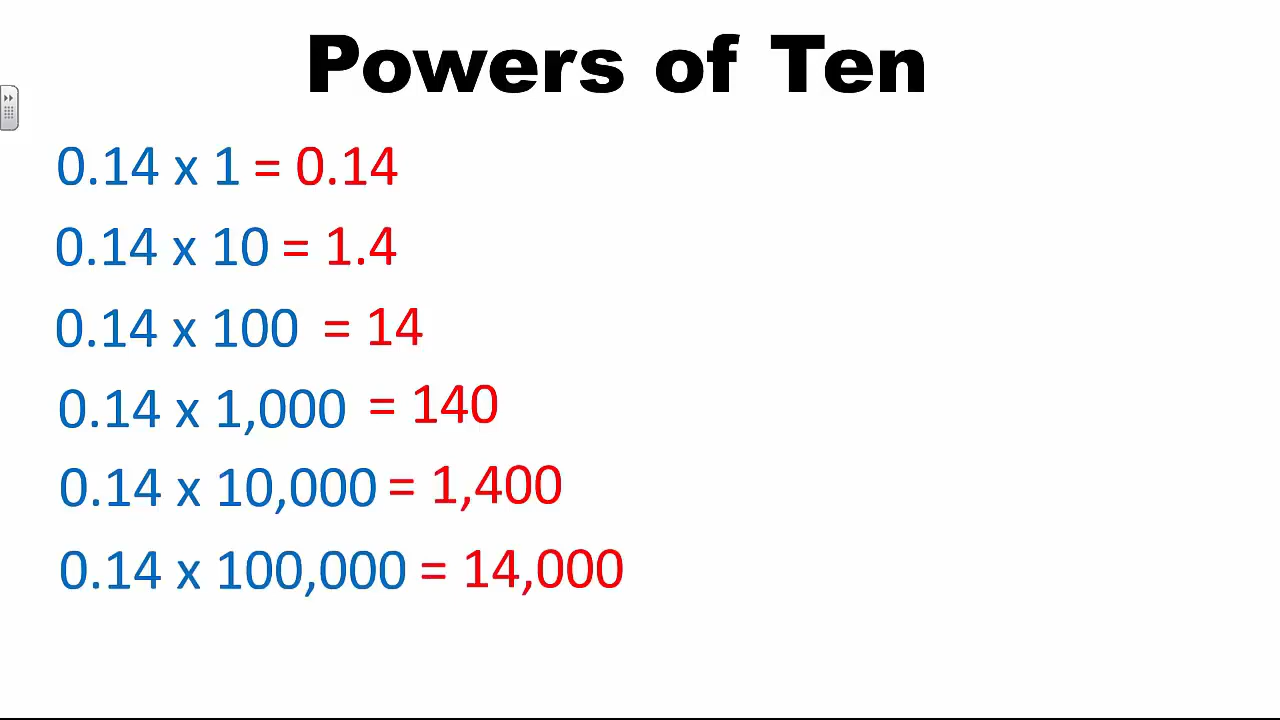 Powers of Ten
0.14 x 1 = 0.14
0.14 x 10 = 1.4
0.14 x 100 = 14
0.14 x 1,000 = 140
0.14 x 10,000 = 1,400
0.14 x 100,000 = 14,000